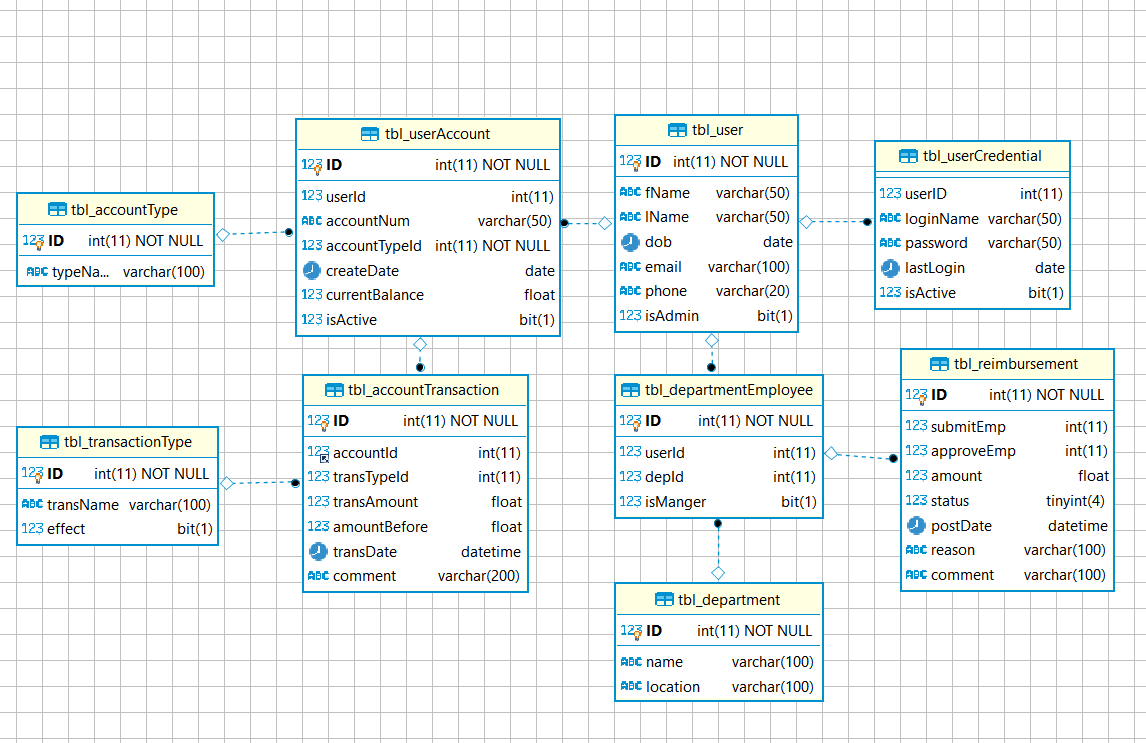 tbl_userAccount
123 ID int(11) NOT NULL
123 userId int(11)
ABC accountNum varchar(50)
123 accountTypeId int(11) NOT NULL
createDate date
123 currentBalance float
123 isActive bit(1)
tbl_user
123 ID int(11) NOT NULL
ABC fName varchar(50)
ABC lName varchar(50)
dob date
ABC email varchar(100)
ABC phone varchar(20)
123 isAdmin bit(1)
tbl_userCredential
123 userID int(11)
ABC loginName varchar(50)
ABC password varchar(50)
lastLogin date
123 isActive bit(1)
tbl_accountType
123 ID int(11) NOT NULL
ABC typeNa... varchar(100)
tbl_accountTransaction
123 ID int(11) NOT NULL
123 accountId int(11)
123 transTypeId int(11)
123 transAmount float
123 amountBefore float
transDate datetime
ABC comment varchar(200)
tbl_departmentEmployee
123 ID int(11) NOT NULL
123 userId int(11)
123 depId int(11)
123 isManger bit(1)
tbl_reimbursement
123 ID int(11) NOT NULL
123 submitEmp int(11)
123 approveEmp int(11)
123 amount float
123 status tinyint(4)
postDate datetime
ABC reason varchar(100)
ABC comment varchar(100)
tbl_transactionType
123 ID int(11) NOT NULL
ABC transName varchar(100)
123 effect bit(1)
tbl_department
123 ID int(11) NOT NULL
ABC name varchar(100)
ABC location varchar(100)